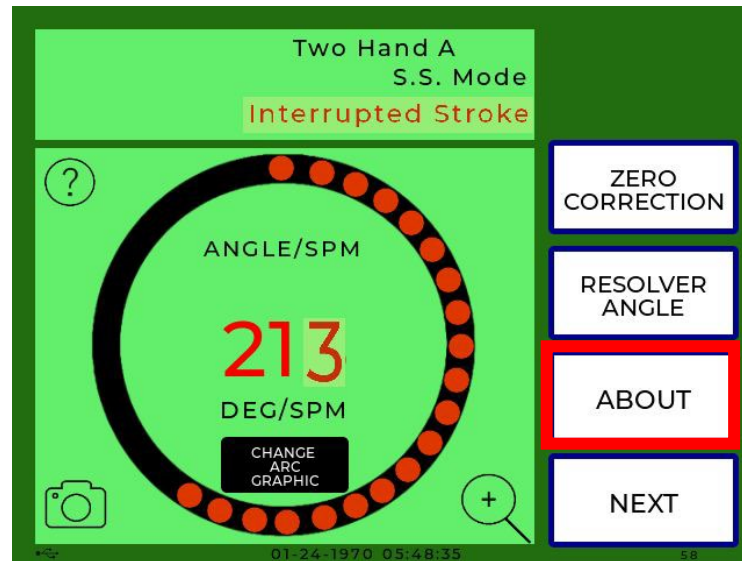 Two Hand A
S.S. Mode
Interrupted Stroke
?
ANGLE/SPM
213
DEG/SPM
CHANGE
ARC
GRAPHIC
+
01-24-1970 05:48:35
58
ZERO
CORRECTION
RESOLVER
ANGLE
ABOUT
NEXT